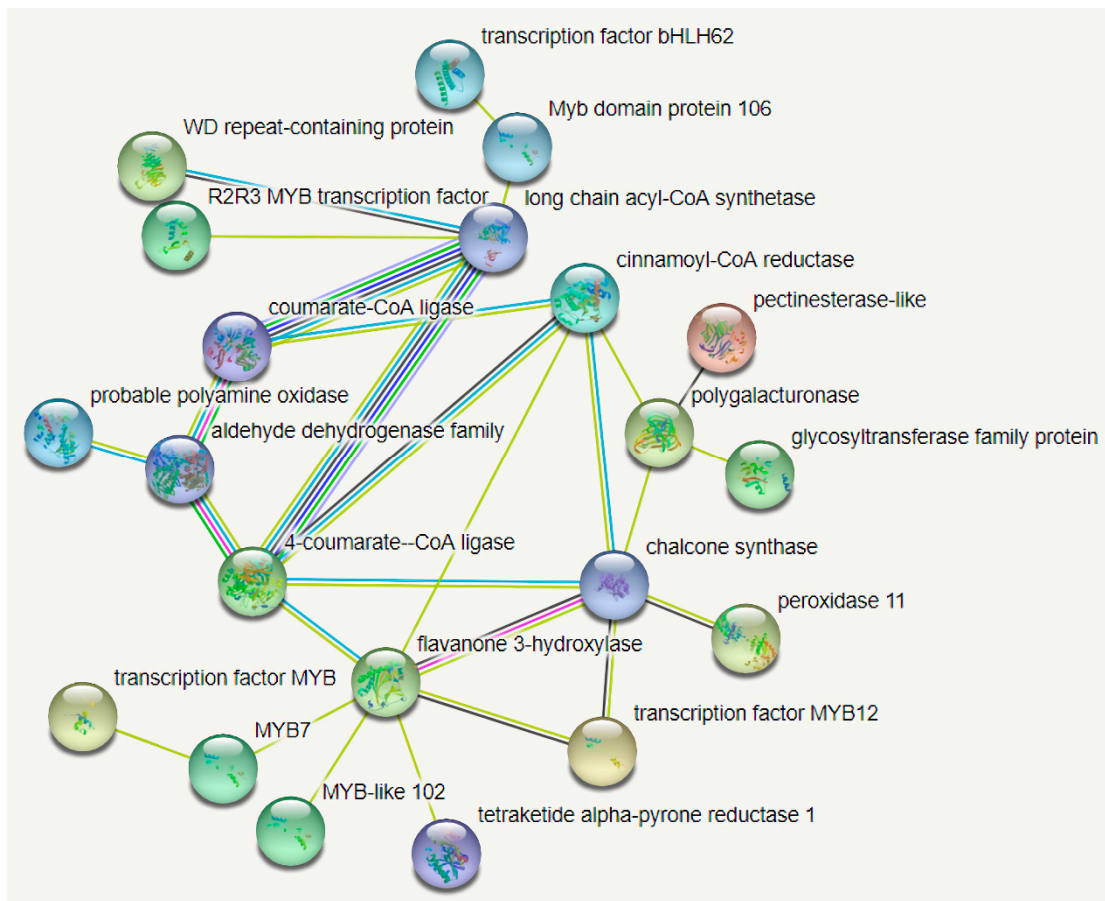 transcription factor bHLH62
Myb domain protein 106
WD repeat-containing protein
R2R3 MYB transcription factor
long chain acyl-CoA synthetase
cinnamoyl-CoA reductase
coumarate-CoA ligase
pectinesterase-like
probable polyamine oxidase
polygalacturonase
aldehyde dehydrogenase family
glycosyltransferase family protein
4-coumarate--CoA ligase
chalcone synthase
peroxidase 11
flavanone 3-hydroxylase
transcription factor MYB
transcription factor MYB12
MYB7
MYB-like 102
tetraketide alpha-pyrone reductase 1